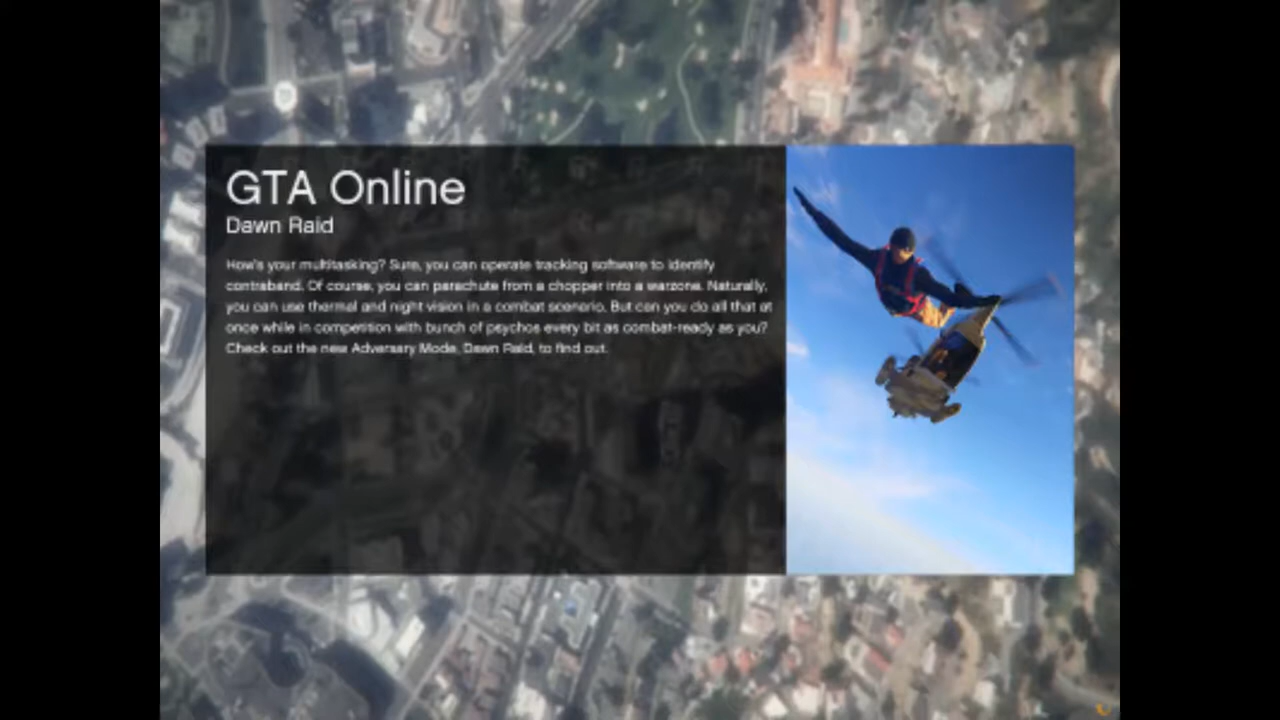 GTA Online
Dawn Raid
How's your multitasking? Sure, you can operate tracking software to identify
contraband. Of course, you can parachute from a chopper into a warzone. Naturally,
you can use thermal and night vision in a combat scenario. But can you do all that at
once while in competition with bunch of psychos every bit as combat-ready as you?
Check out the new Adversary Mode, Dawn Raid, to find out.